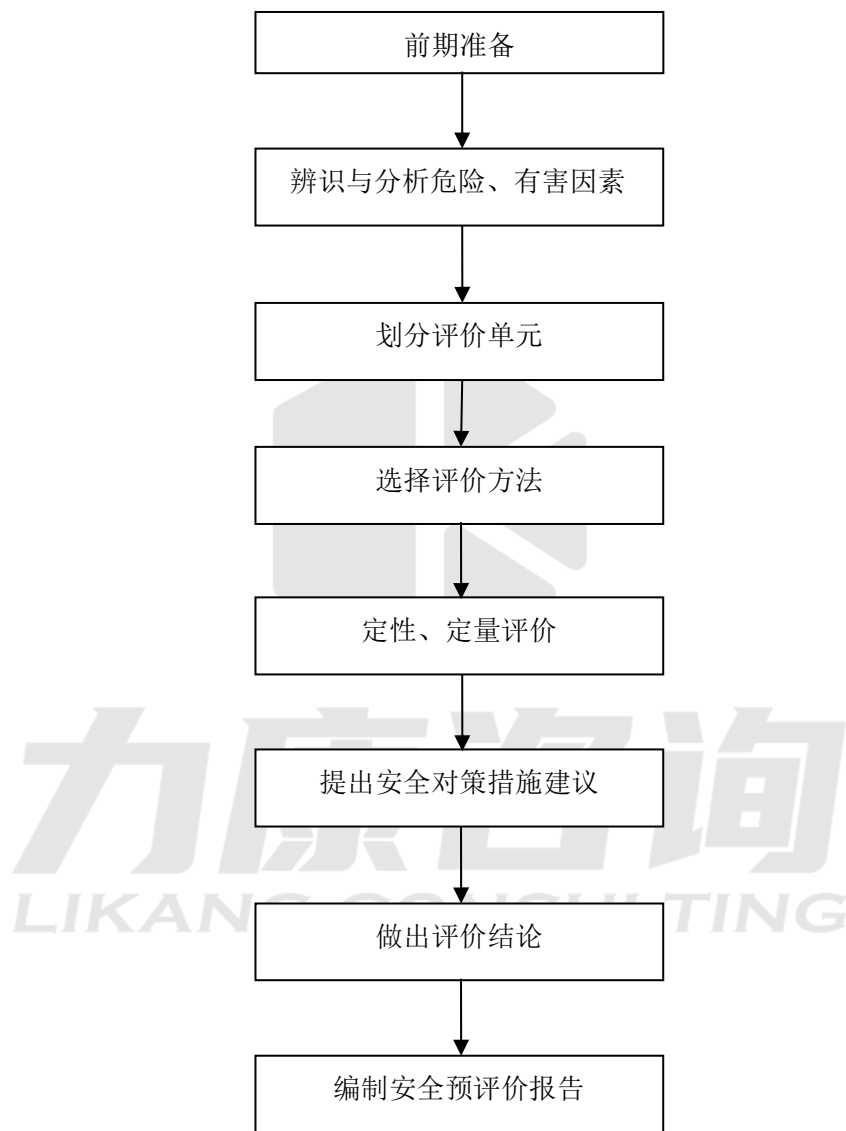 前期准备
辨识与分析危险、有害因素
划分评价单元
选择评价方法
定性、定量评价
提出安全对策措施建议
力康咨询
做出评价结论
LIKANG CONSULTING
编制安全预评价报告